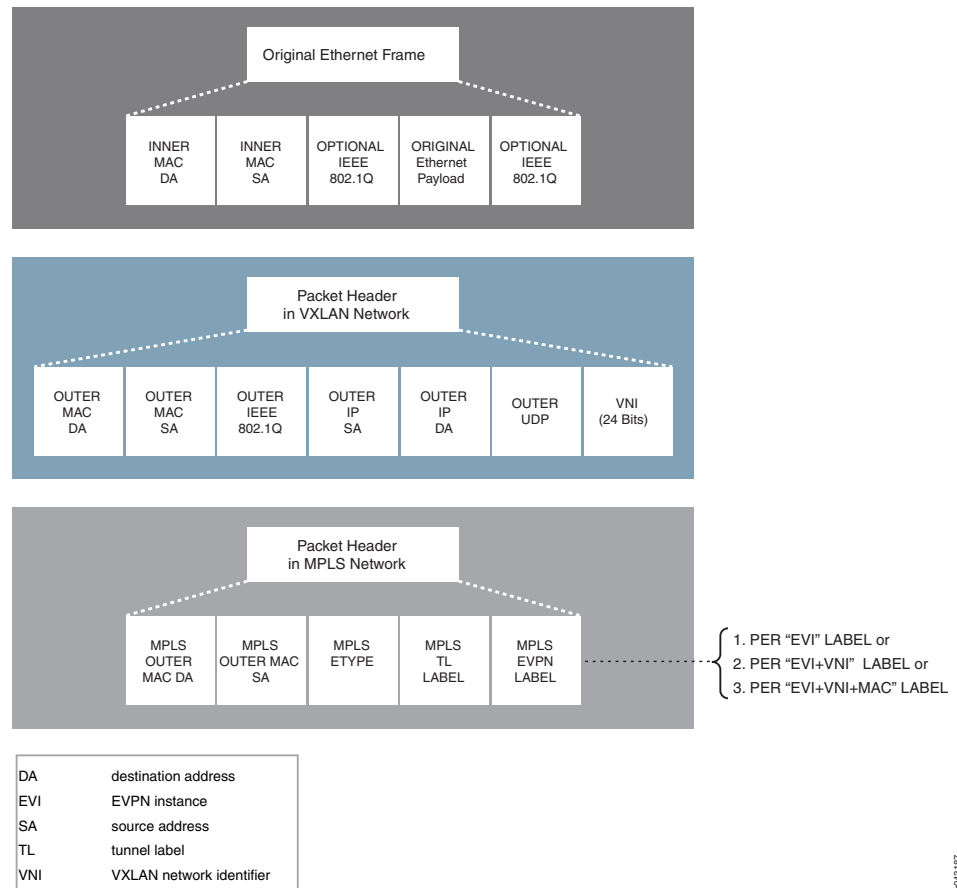 Original Ethernet Frame
INNER
MAC
DA
INNER
MAC
SA
OPTIONAL
IEEE
802.1Q
ORIGINAL
Ethernet
Payload
OPTIONAL
IEEE
802.1Q
Packet Header
in VXLAN Network
OUTER
MAC
DA
OUTER
MAC
SA
OUTER
IEEE
802.1Q
OUTER
IP
SA
OUTER
IP
DA
OUTER
UDP
VNI
(24 Bits)
Packet Header
in MPLS Network
MPLS
OUTER
MAC DA
MPLS
OUTER MAC
SA
MPLS
ETYPE
MPLS
TL
LABEL
MPLS
EVPN
LABEL
1. PER “EVI” LABEL or
2. PER “EVI+VNI” LABEL or
3. PER “EVI+VNI+MAC” LABEL
DA destination address
EVI EVPN instance
SA source address
TL tunnel label
VNI VXLAN network identifier